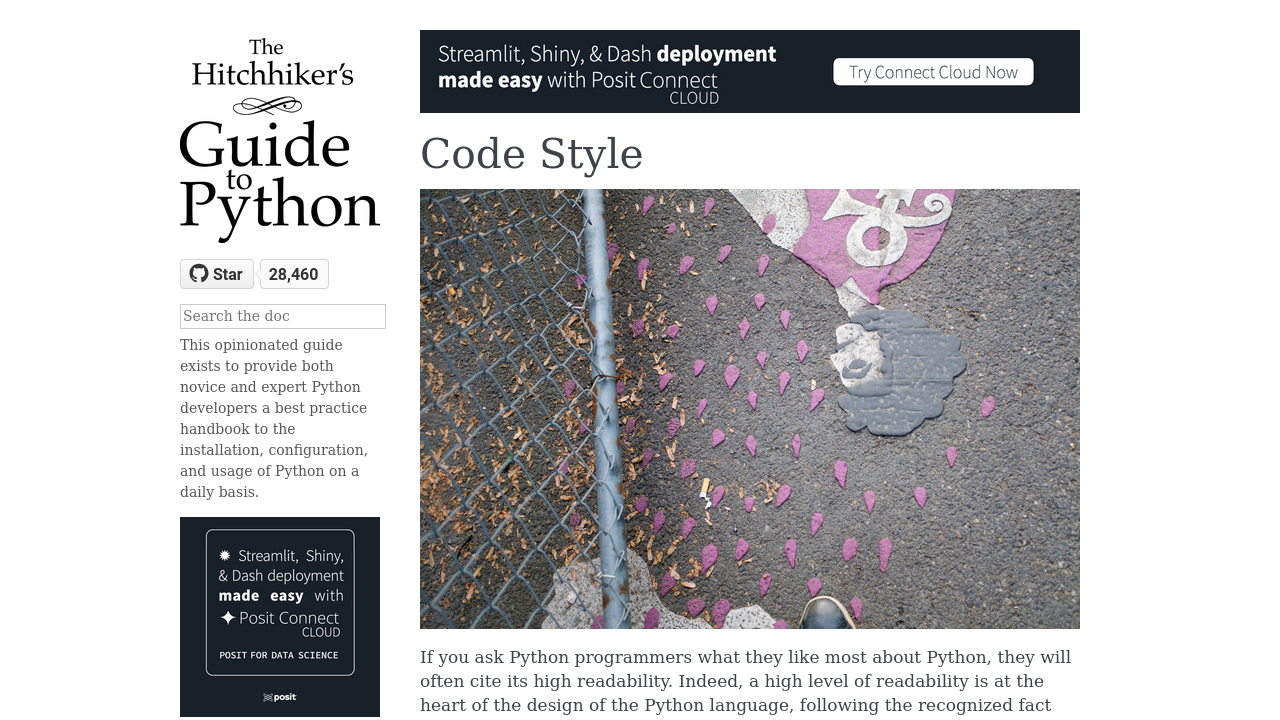 The
Hitchhiker's
Guide
to
Python
Star
28,460
Search the doc
This opinionated guide
exists to provide both
novice and expert Python
developers a best practice
handbook to the
installation, configuration,
and usage of Python on a
daily basis.
Streamlit, Shiny,
& Dash deployment
made easy with
Posit Connect
CLOUD
POSIT FOR DATA SCIENCE
posit
Streamlit, Shiny, & Dash deployment
made easy with Posit Connect
CLOUD
Try Connect Cloud Now
Code Style
If you ask Python programmers what they like most about Python, they will
often cite its high readability. Indeed, a high level of readability is at the
heart of the design of the Python language, following the recognized fact